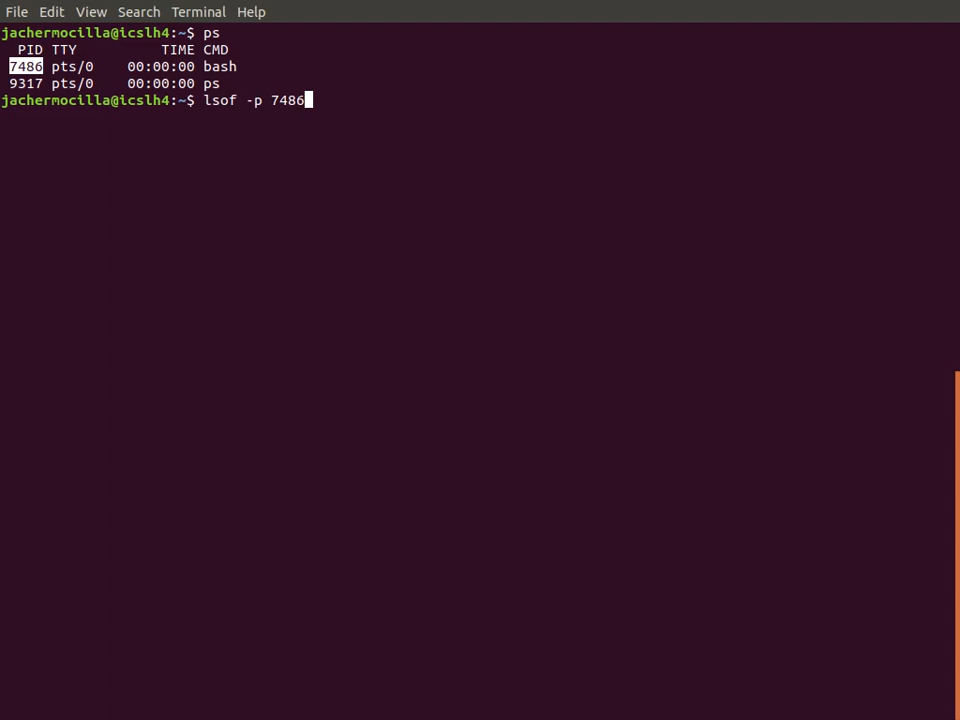 File Edit View Search Terminal Help
jachermocilla@icslh4:~$ ps
  PID TTY          TIME CMD
 7486 pts/0    00:00:00 bash
 9317 pts/0    00:00:00 ps
jachermocilla@icslh4:~$ lsof -p 7486